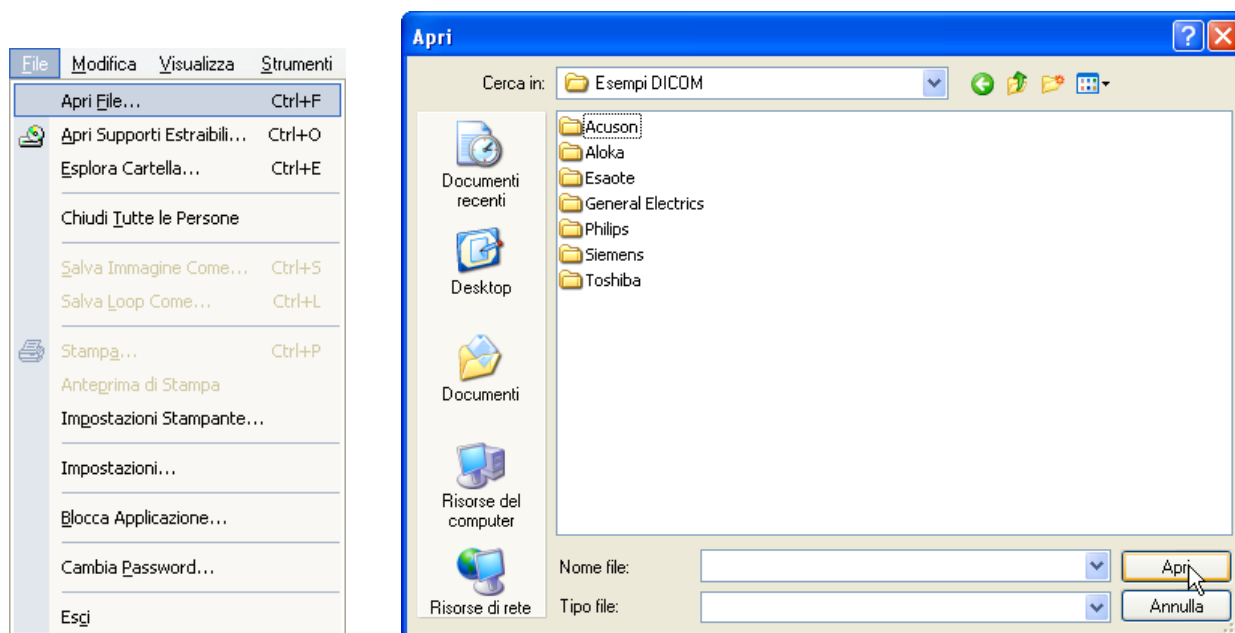 File Modifica Visualizza Strumenti
Apri File... Ctrl+F
Apri Supporti Estraibili... Ctrl+O
Esplora Cartella... Ctrl+E
Chiudi Tutte le Persone
Salva Immagine Come... Ctrl+S
Salva Loop Come... Ctrl+L
Stampa... Ctrl+P
Anteprima di Stampa
Impostazioni Stampante...
Impostazioni...
Blocca Applicazione...
Cambia Password...
Esci
Apri
Cerca in: Esempi DICOM
Documenti
recenti
Desktop
Documenti
Risorse del
computer
Risorse di rete
Acuson
Aloka
Esaote
General Electrics
Philips
Siemens
Toshiba
Nome file: Apri
Tipo file: Annulla